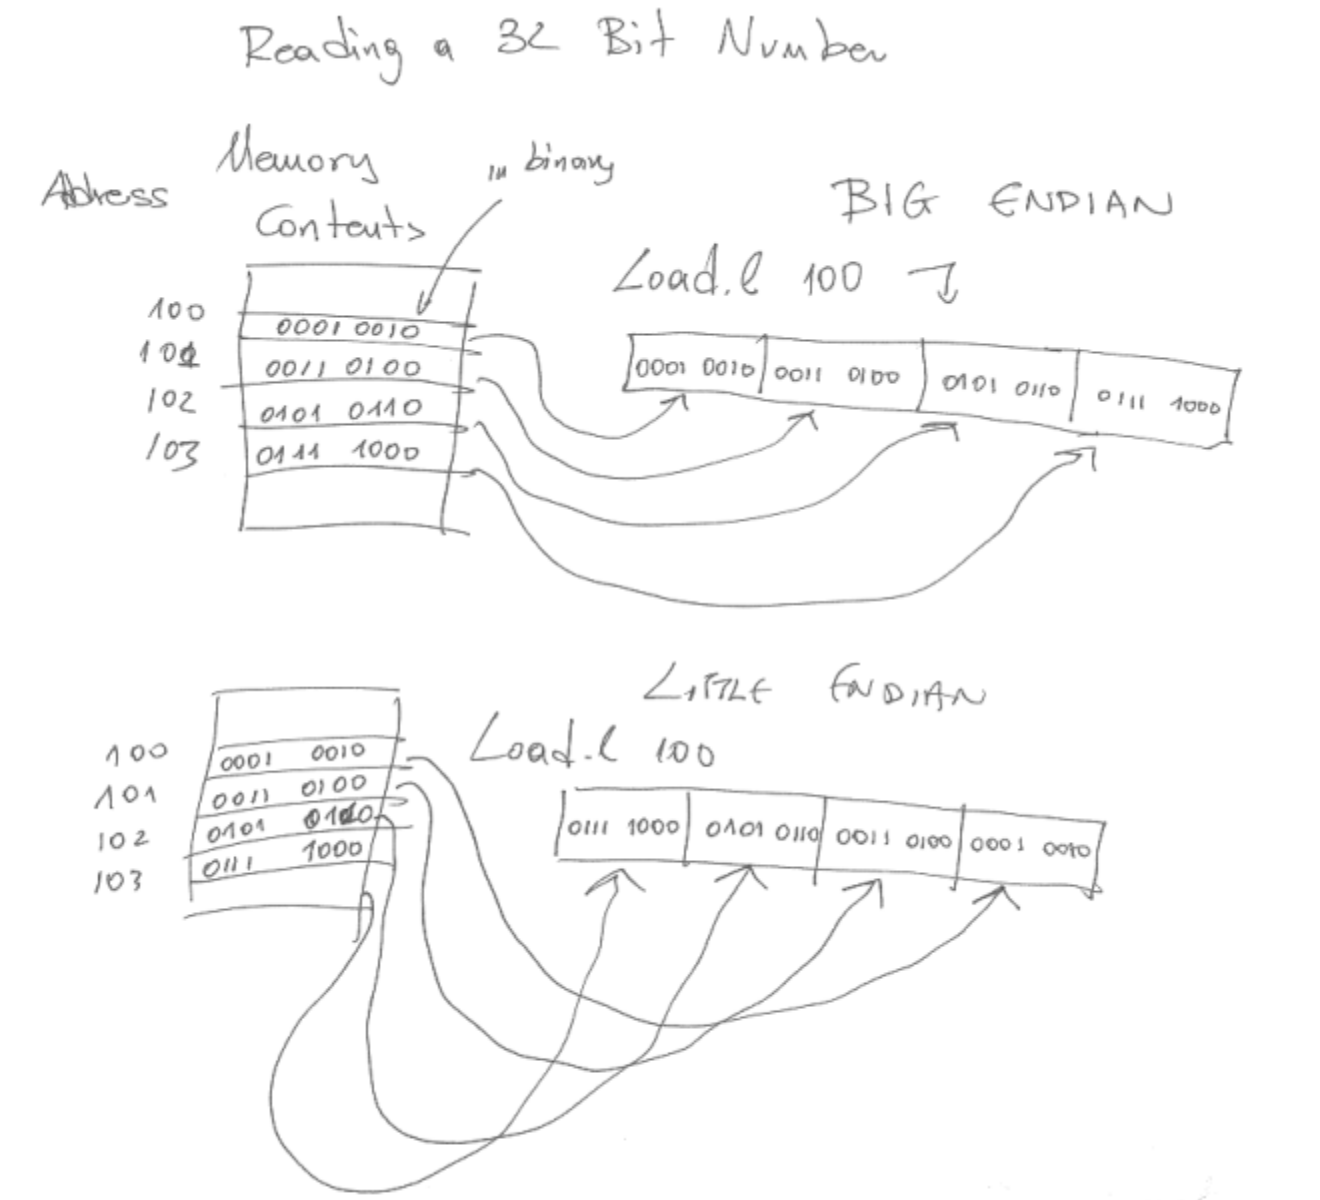 Reading a 32 Bit Number
Memory
in binary
Adress
Contents
BIG ENDIAN
Load.l 100
100
0001 0010
101
0011 0100
102
0101 0110
103
0111 1000
0001 0010 0011 0100 0101 0110 0111 1000
LITTLE ENDIAN
Load.l 100
100
0001 0010
101
0011 0100
102
0101 0110
103
0111 1000
0111 1000 0101 0110 0011 0100 0001 0010